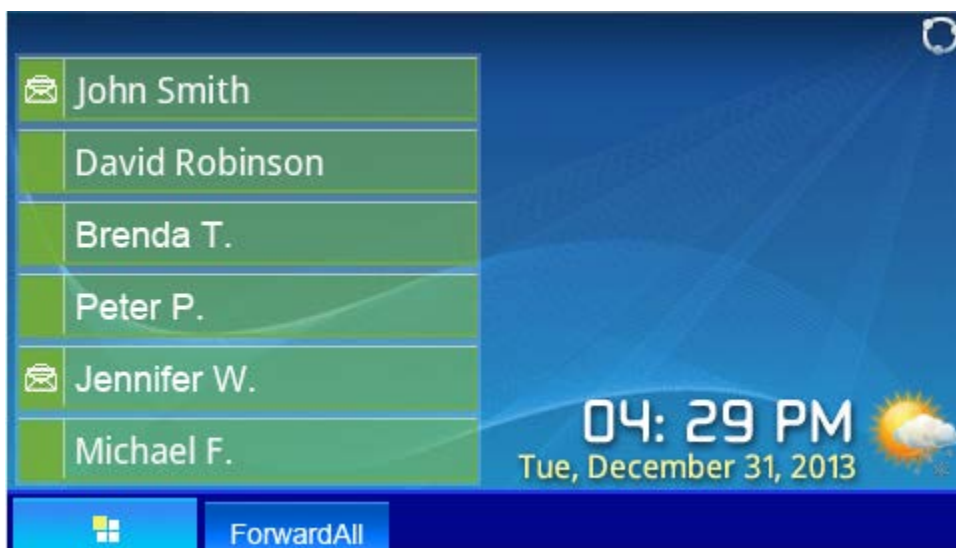 John Smith
David Robinson
Brenda T.
Peter P.
Jennifer W.
Michael F.
04: 29 PM
Tue, December 31, 2013
ForwardAll